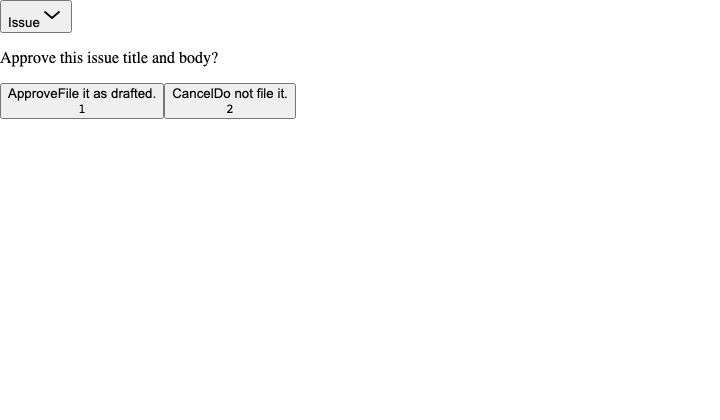 Issue
Approve this issue title and body?
ApproveFile it as drafted.
1
CancelDo not file it.
2